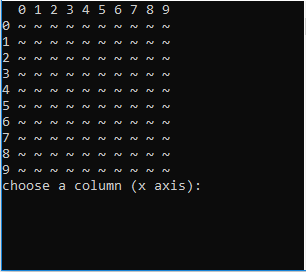 0 1 2 3 4 5 6 7 8 9
0 ~ ~ ~ ~ ~ ~ ~ ~ ~ ~
1 ~ ~ ~ ~ ~ ~ ~ ~ ~ ~
2 ~ ~ ~ ~ ~ ~ ~ ~ ~ ~
3 ~ ~ ~ ~ ~ ~ ~ ~ ~ ~
4 ~ ~ ~ ~ ~ ~ ~ ~ ~ ~
5 ~ ~ ~ ~ ~ ~ ~ ~ ~ ~
6 ~ ~ ~ ~ ~ ~ ~ ~ ~ ~
7 ~ ~ ~ ~ ~ ~ ~ ~ ~ ~
8 ~ ~ ~ ~ ~ ~ ~ ~ ~ ~
9 ~ ~ ~ ~ ~ ~ ~ ~ ~ ~
choose a column (x axis):